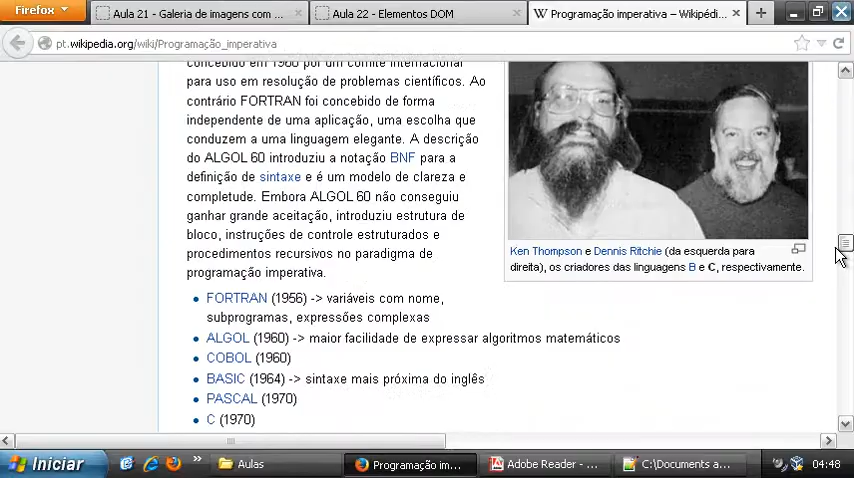 Firefox
Aula 21 - Galeria de imagens com ...
Aula 22 - Elementos DOM
W Programação imperativa – Wikipédi...
pt.wikipedia.org/wiki/Programação_imperativa
concebido em 1960 por um comitê internacional
para uso em resolução de problemas científicos. Ao
contrário FORTRAN foi concebido de forma
independente de uma aplicação, uma escolha que
conduzem a uma linguagem elegante. A descrição
do ALGOL 60 introduziu a notação BNF para a
definição de sintaxe e é um modelo de clareza e
completude. Embora ALGOL 60 não conseguiu
ganhar grande aceitação, introduziu estrutura de
bloco, instruções de controle estruturados e
procedimentos recursivos no paradigma de
programação imperativa.
Ken Thompson e Dennis Ritchie (da esquerda para
direita), os criadores das linguagens B e C, respectivamente.
FORTRAN (1956) -> variáveis com nome,
subprogramas, expressões complexas
ALGOL (1960) -> maior facilidade de expressar algoritmos matemáticos
COBOL (1960)
BASIC (1964) -> sintaxe mais próxima do inglês
PASCAL (1970)
C (1970)
Iniciar
Aulas
Programação im...
Adobe Reader - ...
C:\Documents a...
04:48